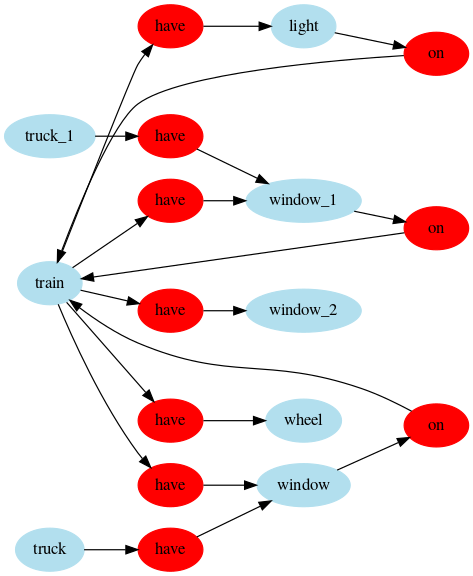 have
light
on
truck_1
have
have
window_1
on
train
have
window_2
have
wheel
on
have
window
truck
have